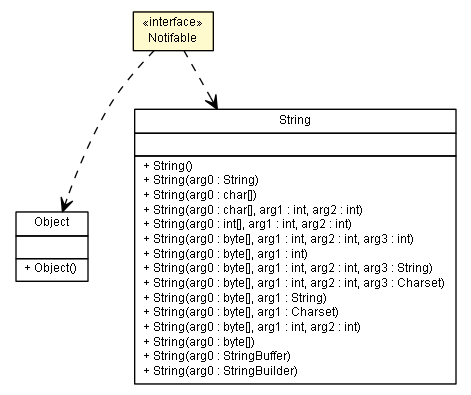 «interface»
Notifable
String
+ String()
+ String(arg0 : String)
+ String(arg0 : char[])
+ String(arg0 : char[], arg1 : int, arg2 : int)
+ String(arg0 : int[], arg1 : int, arg2 : int)
+ String(arg0 : byte[], arg1 : int, arg2 : int, arg3 : int)
+ String(arg0 : byte[], arg1 : int)
+ String(arg0 : byte[], arg1 : int, arg2 : int, arg3 : String)
+ String(arg0 : byte[], arg1 : int, arg2 : int, arg3 : Charset)
+ String(arg0 : byte[], arg1 : String)
+ String(arg0 : byte[], arg1 : Charset)
+ String(arg0 : byte[], arg1 : int, arg2 : int)
+ String(arg0 : byte[])
+ String(arg0 : StringBuffer)
+ String(arg0 : StringBuilder)
Object
+ Object()